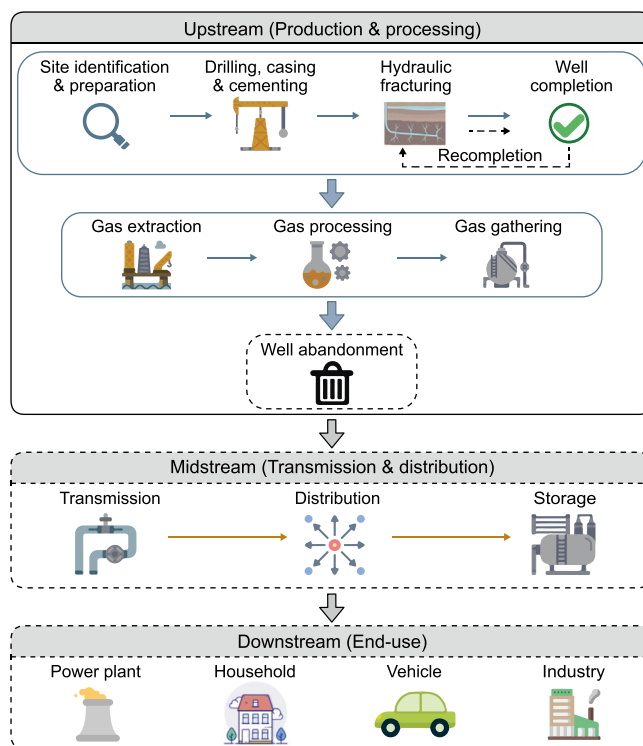 Upstream (Production & processing)
Site identification
& preparation
Drilling, casing
& cementing
Hydraulic
fracturing
Well
completion
Recompletion
Gas extraction
Gas processing
Gas gathering
Well abandonment
Midstream (Transmission & distribution)
Transmission
Distribution
Storage
Downstream (End-use)
Power plant
Household
Vehicle
Industry